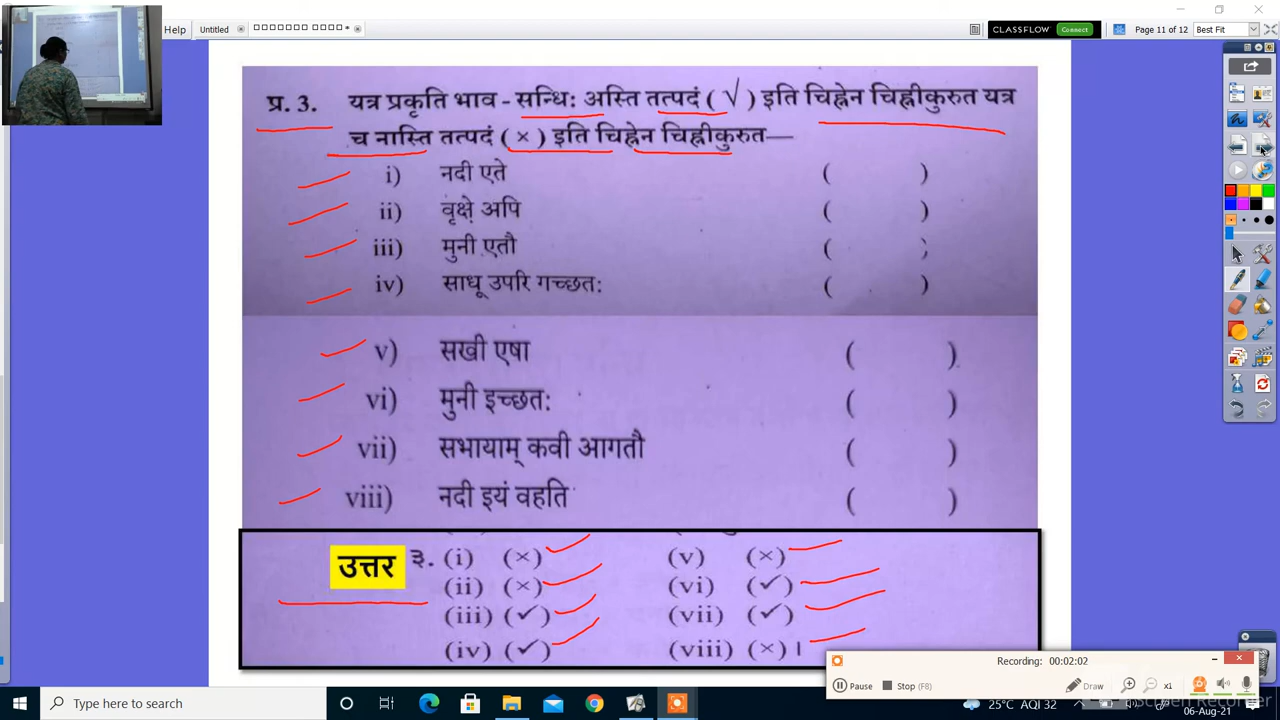 Help Untitled
CLASSFLOW Connect Page 11 of 12 Best Fit
प्र. 3. यत्र प्रकृति भाव - सन्धिः अस्ति तत्पदं ( √ ) इति चिह्नेन चिह्नीकुरुत यत्र
च नास्ति तत्पदं ( × ) इति चिह्नेन चिह्नीकुरुत—
i) नदी एते ( )
ii) वृक्षे अपि ( )
iii) मुनी एतौ ( )
iv) साधू उपरि गच्छतः ( )
v) सखी एषा ( )
vi) मुनी इच्छतः ( )
vii) सभायाम् कवी आगतौ ( )
viii) नदी इयं वहति ( )
उत्तर ३. (i) (×) (v) (×)
(ii) (×) (vi) (✓)
(iii) (✓) (vii) (✓)
(iv) (✓) (viii) (×)।
Recording: 00:02:02
Pause Stop (F8) x1 Draw
Type here to search
25°C AQI 32
06-Aug-21